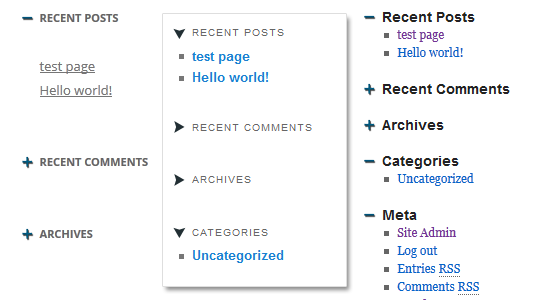 RECENT POSTS
test page
Hello world!
RECENT COMMENTS
ARCHIVES
RECENT POSTS
test page
Hello world!
RECENT COMMENTS
ARCHIVES
CATEGORIES
Uncategorized
Recent Posts
test page
Hello world!
Recent Comments
Archives
Categories
Uncategorized
Meta
Site Admin
Log out
Entries RSS
Comments RSS